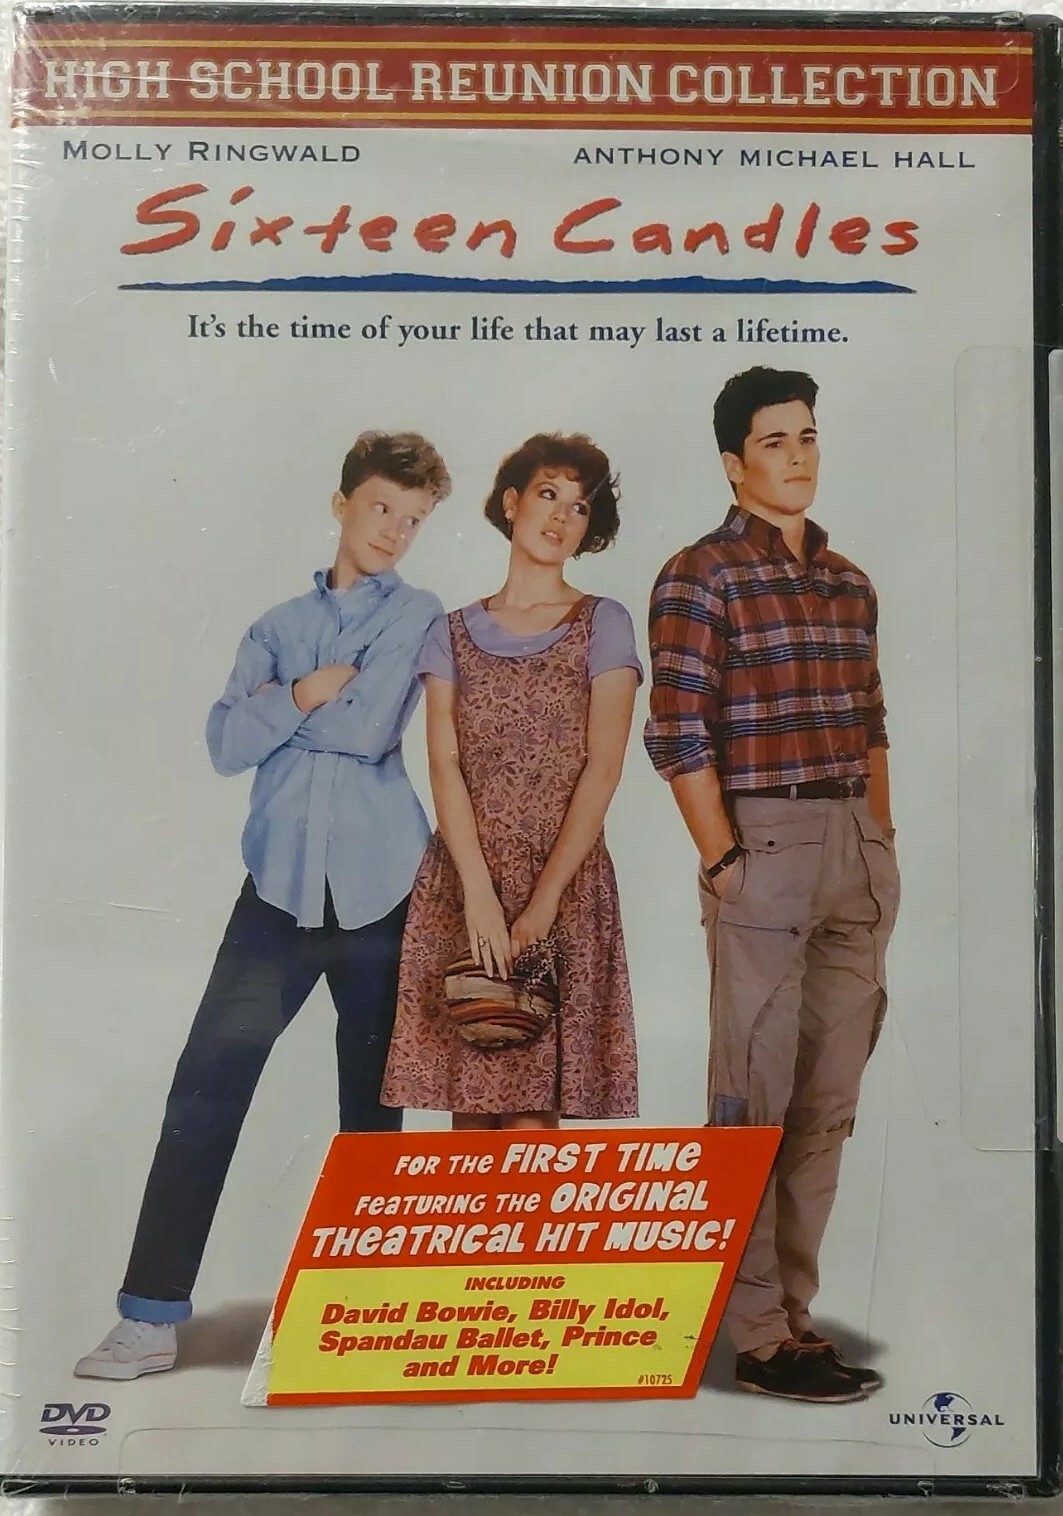 HIGH SCHOOL REUNION COLLECTION
MOLLY RINGWALD
ANTHONY MICHAEL HALL
Sixteen Candles
It's the time of your life that may last a lifetime.
FOR THE FIRST TIME
FEATURING THE ORIGINAL
THEATRICAL HIT MUSIC!
INCLUDING
David Bowie, Billy Idol,
Spandau Ballet, Prince
and More!
#10725
DVD
VIDEO
UNIVERSAL